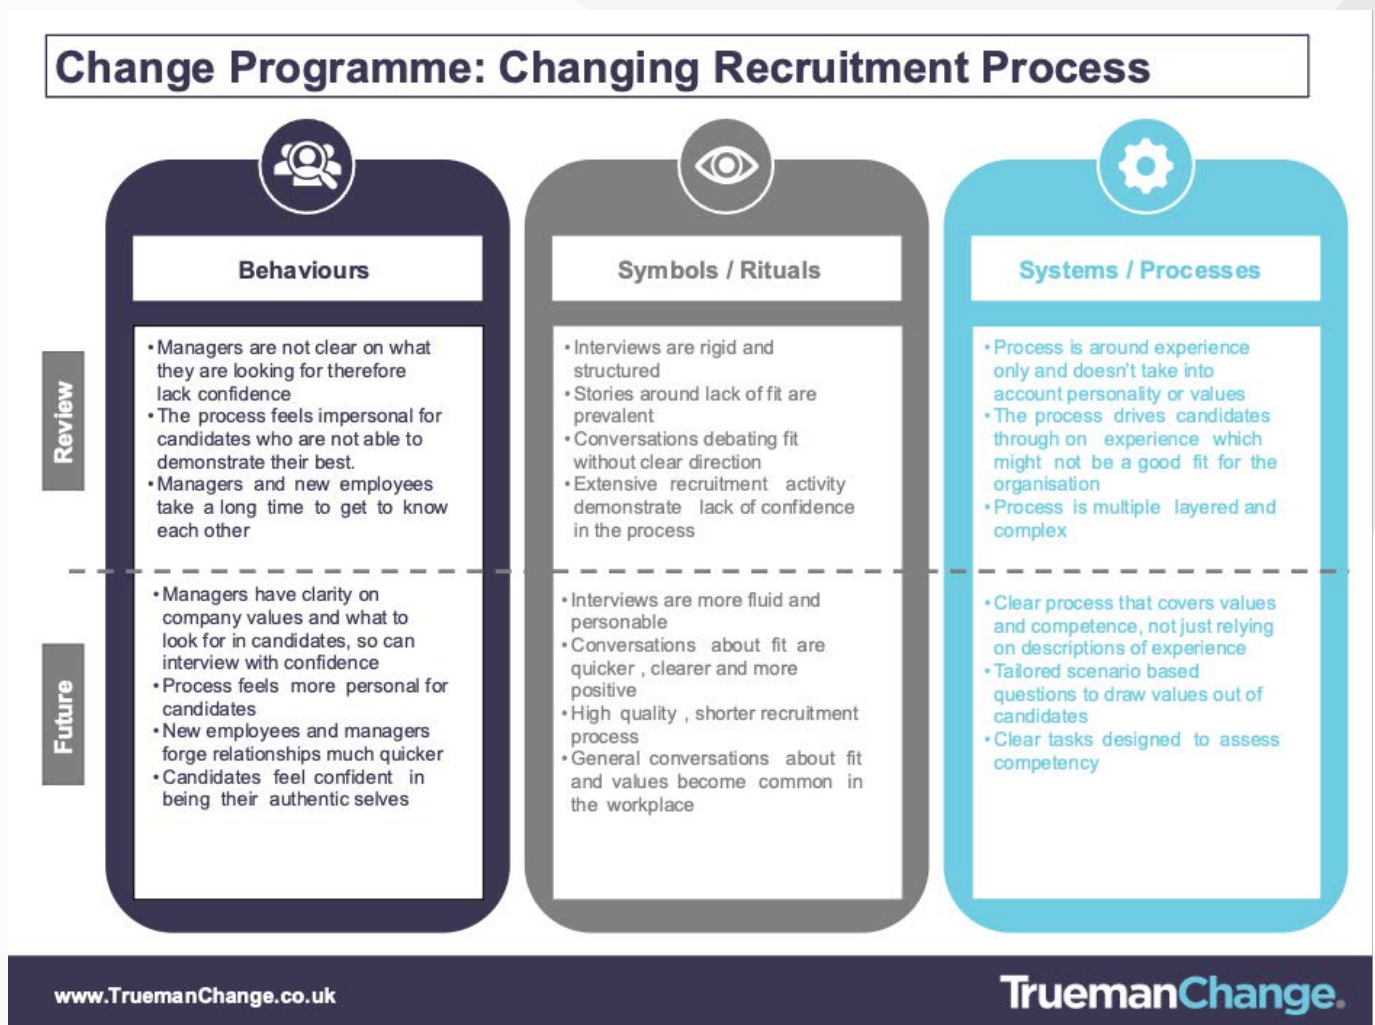 Change Programme: Changing Recruitment Process
Behaviours
Symbols / Rituals
Systems / Processes
Review
• Managers are not clear on what
they are looking for therefore
lack confidence
• The process feels impersonal for
candidates who are not able to
demonstrate their best.
• Managers and new employees
take a long time to get to know
each other
• Interviews are rigid and
structured
• Stories around lack of fit are
prevalent
• Conversations debating fit
without clear direction
• Extensive recruitment activity
demonstrate lack of confidence
in the process
• Process is around experience
only and doesn't take into
account personality or values
• The process drives candidates
through on experience which
might not be a good fit for the
organisation
• Process is multiple layered and
complex
Future
• Managers have clarity on
company values and what to
look for in candidates, so can
interview with confidence
• Process feels more personal for
candidates
• New employees and managers
forge relationships much quicker
• Candidates feel confident in
being their authentic selves
• Interviews are more fluid and
personable
• Conversations about fit are
quicker , clearer and more
positive
• High quality , shorter recruitment
process
• General conversations about fit
and values become common in
the workplace
• Clear process that covers values
and competence, not just relying
on descriptions of experience
• Tailored scenario based
questions to draw values out of
candidates
• Clear tasks designed to assess
competency
www.TruemanChange.co.uk
TruemanChange.